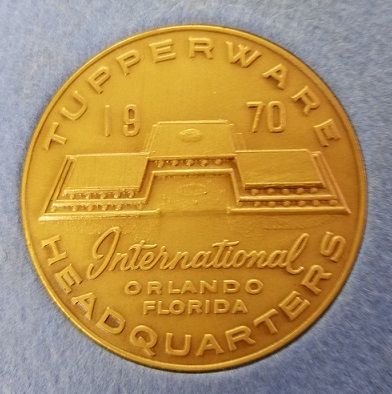 TUPPERWARE
19 70
International
ORLANDO
FLORIDA
HEADQUARTERS